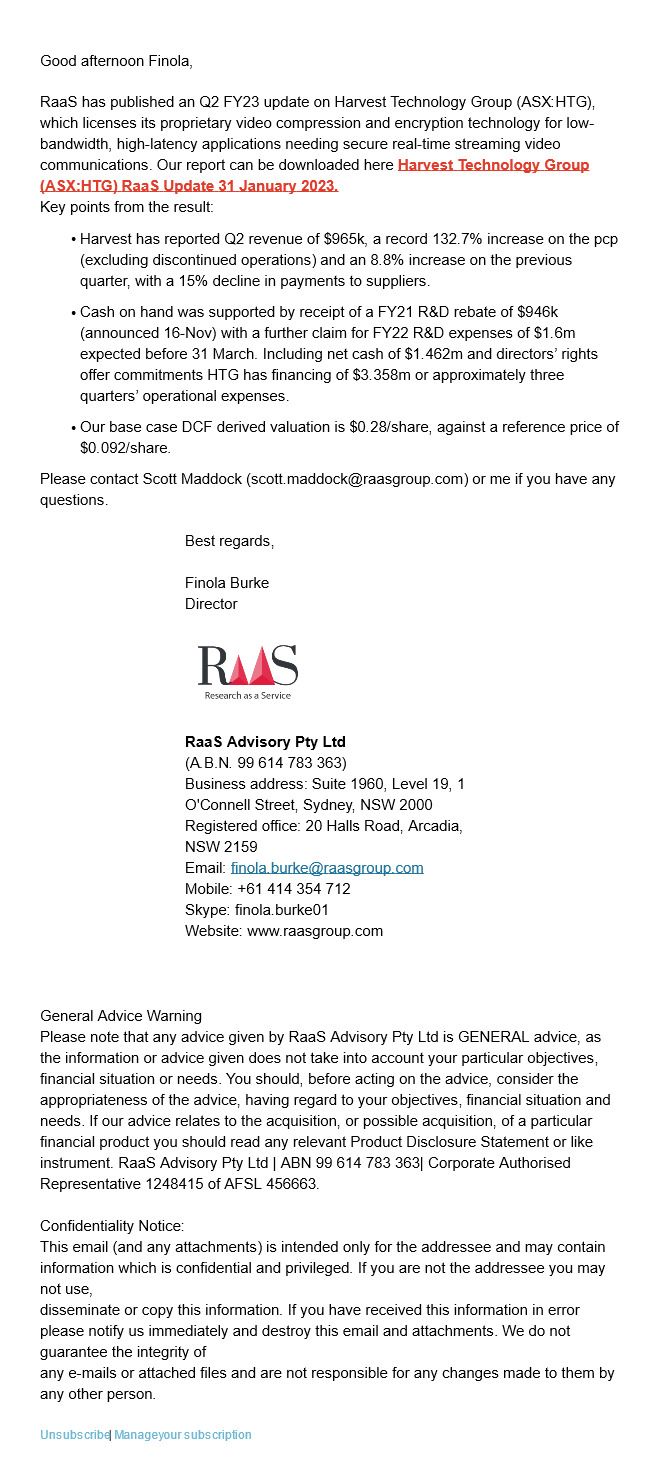 Good afternoon Finola,
RaaS has published an Q2 FY23 update on Harvest Technology Group (ASX:HTG),
which licenses its proprietary video compression and encryption technology for low-
bandwidth, high-latency applications needing secure real-time streaming video
communications. Our report can be downloaded here Harvest Technology Group
(ASX:HTG) RaaS Update 31 January 2023.
Key points from the result:
• Harvest has reported Q2 revenue of $965k, a record 132.7% increase on the pcp
(excluding discontinued operations) and an 8.8% increase on the previous
quarter, with a 15% decline in payments to suppliers.
• Cash on hand was supported by receipt of a FY21 R&D rebate of $946k
(announced 16-Nov) with a further claim for FY22 R&D expenses of $1.6m
expected before 31 March. Including net cash of $1.462m and directors’ rights
offer commitments HTG has financing of $3.358m or approximately three
quarters’ operational expenses.
• Our base case DCF derived valuation is $0.28/share, against a reference price of
$0.092/share.
Please contact Scott Maddock (scott.maddock@raasgroup.com) or me if you have any
questions.
Best regards,
Finola Burke
Director
RaaS
Research as a Service
RaaS Advisory Pty Ltd
(A.B.N. 99 614 783 363)
Business address: Suite 1960, Level 19, 1
O'Connell Street, Sydney, NSW 2000
Registered office: 20 Halls Road, Arcadia,
NSW 2159
Email: finola.burke@raasgroup.com
Mobile: +61 414 354 712
Skype: finola.burke01
Website: www.raasgroup.com
General Advice Warning
Please note that any advice given by RaaS Advisory Pty Ltd is GENERAL advice, as
the information or advice given does not take into account your particular objectives,
financial situation or needs. You should, before acting on the advice, consider the
appropriateness of the advice, having regard to your objectives, financial situation and
needs. If our advice relates to the acquisition, or possible acquisition, of a particular
financial product you should read any relevant Product Disclosure Statement or like
instrument. RaaS Advisory Pty Ltd | ABN 99 614 783 363| Corporate Authorised
Representative 1248415 of AFSL 456663.
Confidentiality Notice:
This email (and any attachments) is intended only for the addressee and may contain
information which is confidential and privileged. If you are not the addressee you may
not use,
disseminate or copy this information. If you have received this information in error
please notify us immediately and destroy this email and attachments. We do not
guarantee the integrity of
any e-mails or attached files and are not responsible for any changes made to them by
any other person.
Unsubscribe| Manageyour subscription